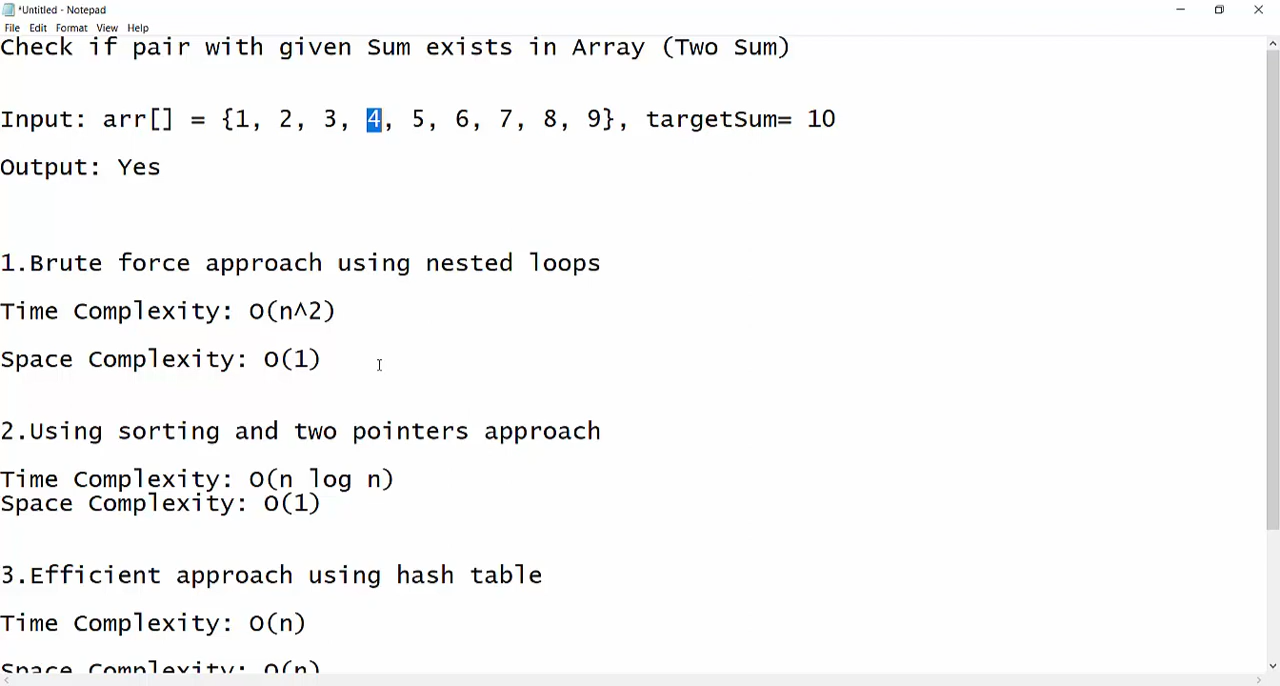 *Untitled - Notepad
File Edit Format View Help
Check if pair with given Sum exists in Array (Two Sum)
Input: arr[] = {1, 2, 3, 4, 5, 6, 7, 8, 9}, targetSum= 10
Output: Yes
1.Brute force approach using nested loops
Time Complexity: O(n^2)
Space Complexity: O(1)
2.Using sorting and two pointers approach
Time Complexity: O(n log n)
Space Complexity: O(1)
3.Efficient approach using hash table
Time Complexity: O(n)
Space Complexity: O(n)